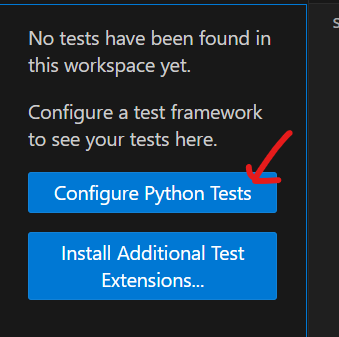 No tests have been found in
this workspace yet.
Configure a test framework
to see your tests here.
Configure Python Tests
Install Additional Test
Extensions...